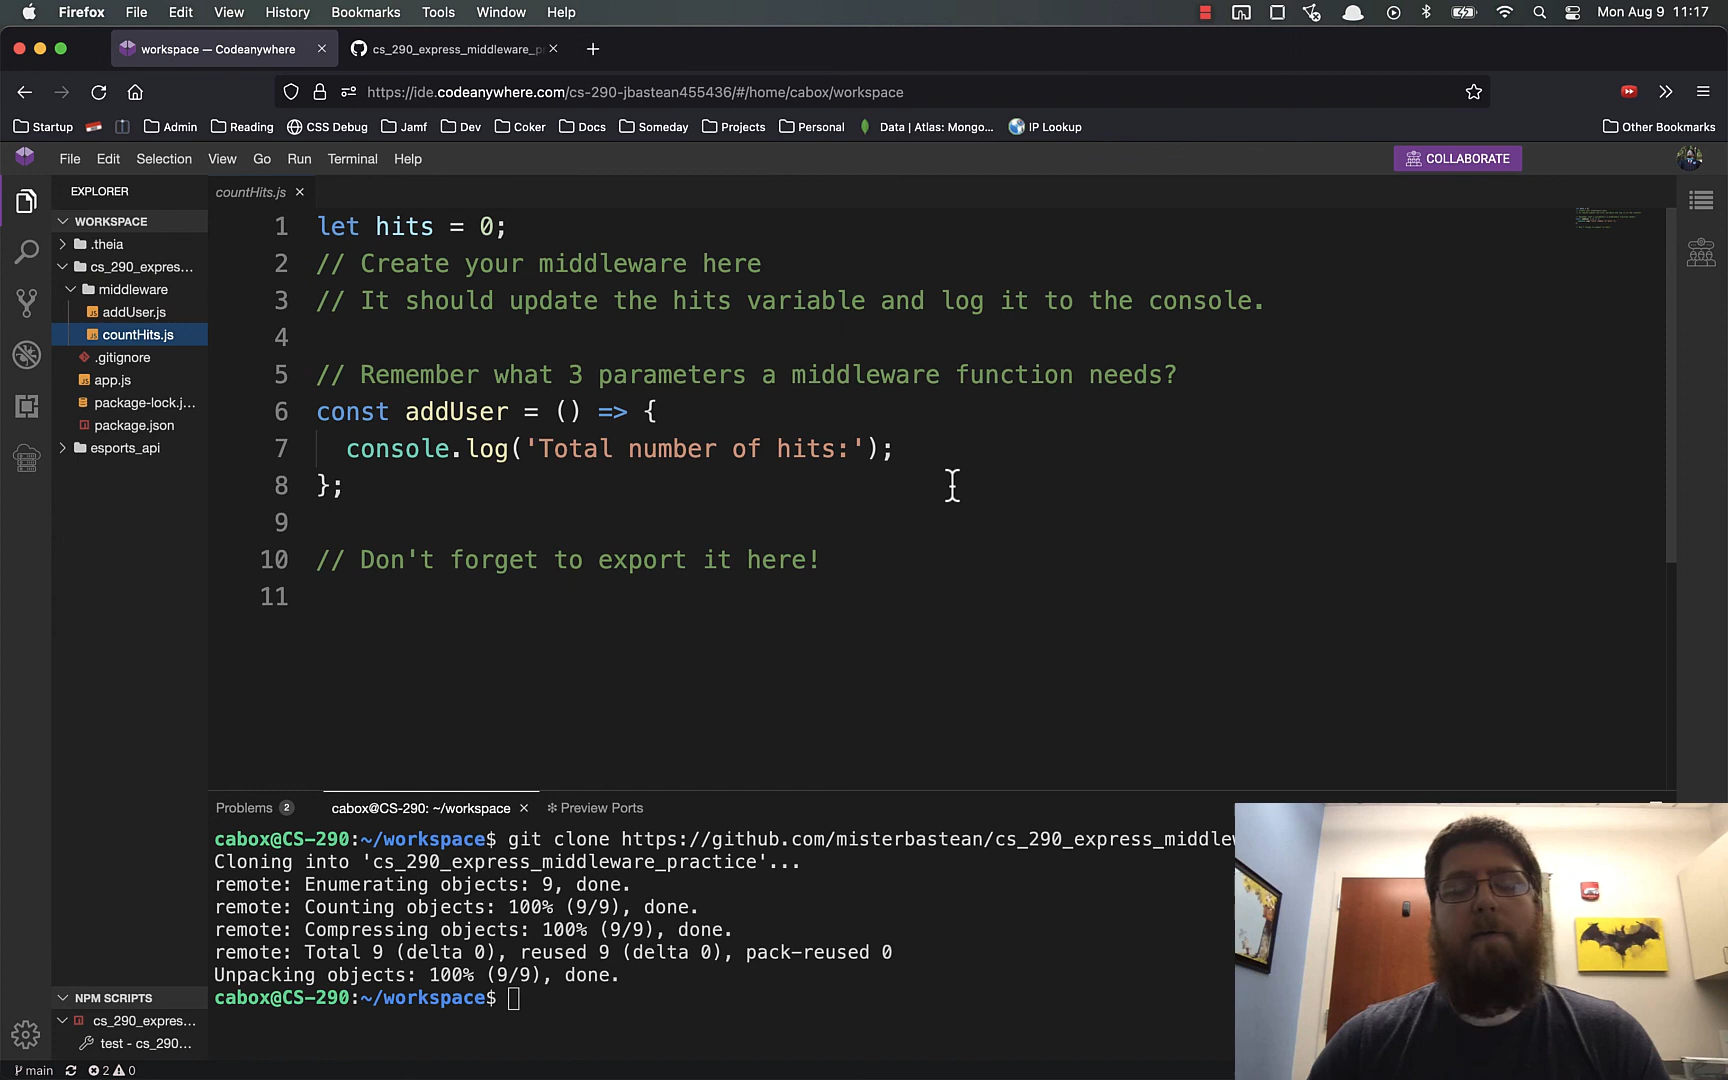 Firefox File Edit View History Bookmarks Tools Window Help Mon Aug 9 11:17
workspace — Codeanywhere cs_290_express_middleware_p
https://ide.codeanywhere.com/cs-290-jbastean455436/#/home/cabox/workspace
Startup Admin Reading CSS Debug Jamf Dev Coker Docs Someday Projects Personal Data | Atlas: Mongo... IP Lookup Other Bookmarks
File Edit Selection View Go Run Terminal Help COLLABORATE
EXPLORER
WORKSPACE
.theia
cs_290_expres...
middleware
addUser.js
countHits.js
.gitignore
app.js
package-lock.j...
package.json
esports_api
NPM SCRIPTS
cs_290_expres...
test - cs_290...
countHits.js
1 let hits = 0;
2 // Create your middleware here
3 // It should update the hits variable and log it to the console.
4
5 // Remember what 3 parameters a middleware function needs?
6 const addUser = () => {
7 console.log('Total number of hits:');
8 };
9
10 // Don't forget to export it here!
11
Problems 2 cabox@CS-290: ~/workspace Preview Ports
cabox@CS-290:~/workspace$ git clone https://github.com/misterbastean/cs_290_express_middlew
Cloning into 'cs_290_express_middleware_practice'...
remote: Enumerating objects: 9, done.
remote: Counting objects: 100% (9/9), done.
remote: Compressing objects: 100% (9/9), done.
remote: Total 9 (delta 0), reused 9 (delta 0), pack-reused 0
Unpacking objects: 100% (9/9), done.
cabox@CS-290:~/workspace$
main 2 0